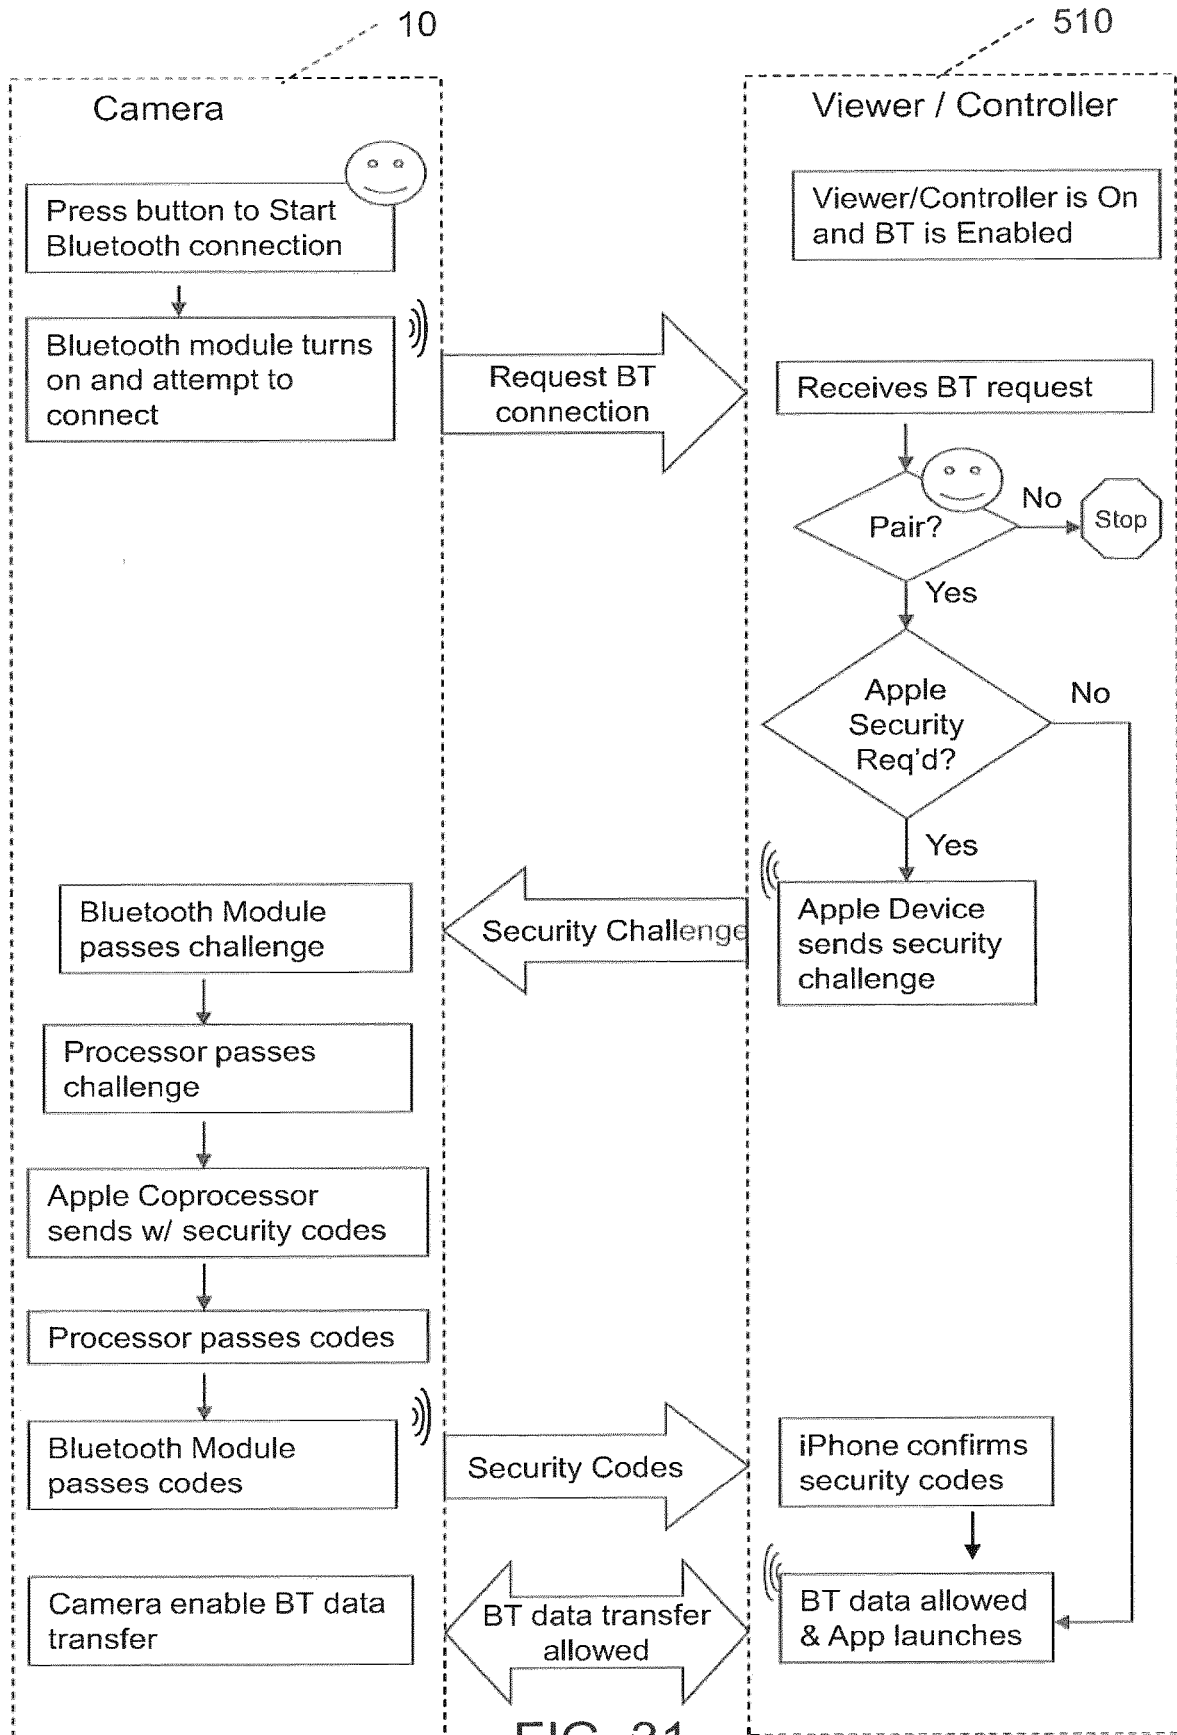 10
510
Camera
Viewer / Controller
Press button to Start
Bluetooth connection
Viewer/Controller is On
and BT is Enabled
Bluetooth module turns
on and attempt to
connect
Request BT
connection
Receives BT request
Pair?
No
Stop
Yes
Apple
Security
Req'd?
No
Yes
Apple Device
sends security
challenge
Security Challenge
Bluetooth Module
passes challenge
Processor passes
challenge
Apple Coprocessor
sends w/ security codes
Processor passes codes
Bluetooth Module
passes codes
Security Codes
iPhone confirms
security codes
Camera enable BT data
transfer
BT data transfer
allowed
BT data allowed
& App launches
FIG. 31